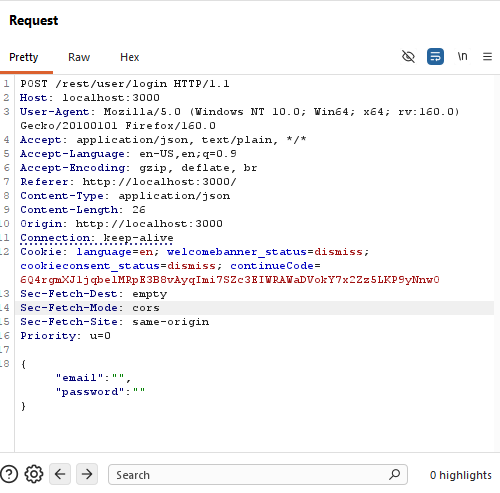 Request
Pretty Raw Hex \n
1 POST /rest/user/login HTTP/1.1
2 Host: localhost:3000
3 User-Agent: Mozilla/5.0 (Windows NT 10.0; Win64; x64; rv:160.0)
Gecko/20100101 Firefox/160.0
4 Accept: application/json, text/plain, */*
5 Accept-Language: en-US,en;q=0.9
6 Accept-Encoding: gzip, deflate, br
7 Referer: http://localhost:3000/
8 Content-Type: application/json
9 Content-Length: 26
10 Origin: http://localhost:3000
11 Connection: keep-alive
12 Cookie: language=en; welcomebanner_status=dismiss;
cookieconsent_status=dismiss; continueCode=
6Q4rgmXJ1jqbelMRpE3B8vAyqImi7SZc3EIWRAWaDVokY7x2Zz5LKP9yNnw0
13 Sec-Fetch-Dest: empty
14 Sec-Fetch-Mode: cors
15 Sec-Fetch-Site: same-origin
16 Priority: u=0
17
18 {
"email":"",
"password":""
}
Search 0 highlights